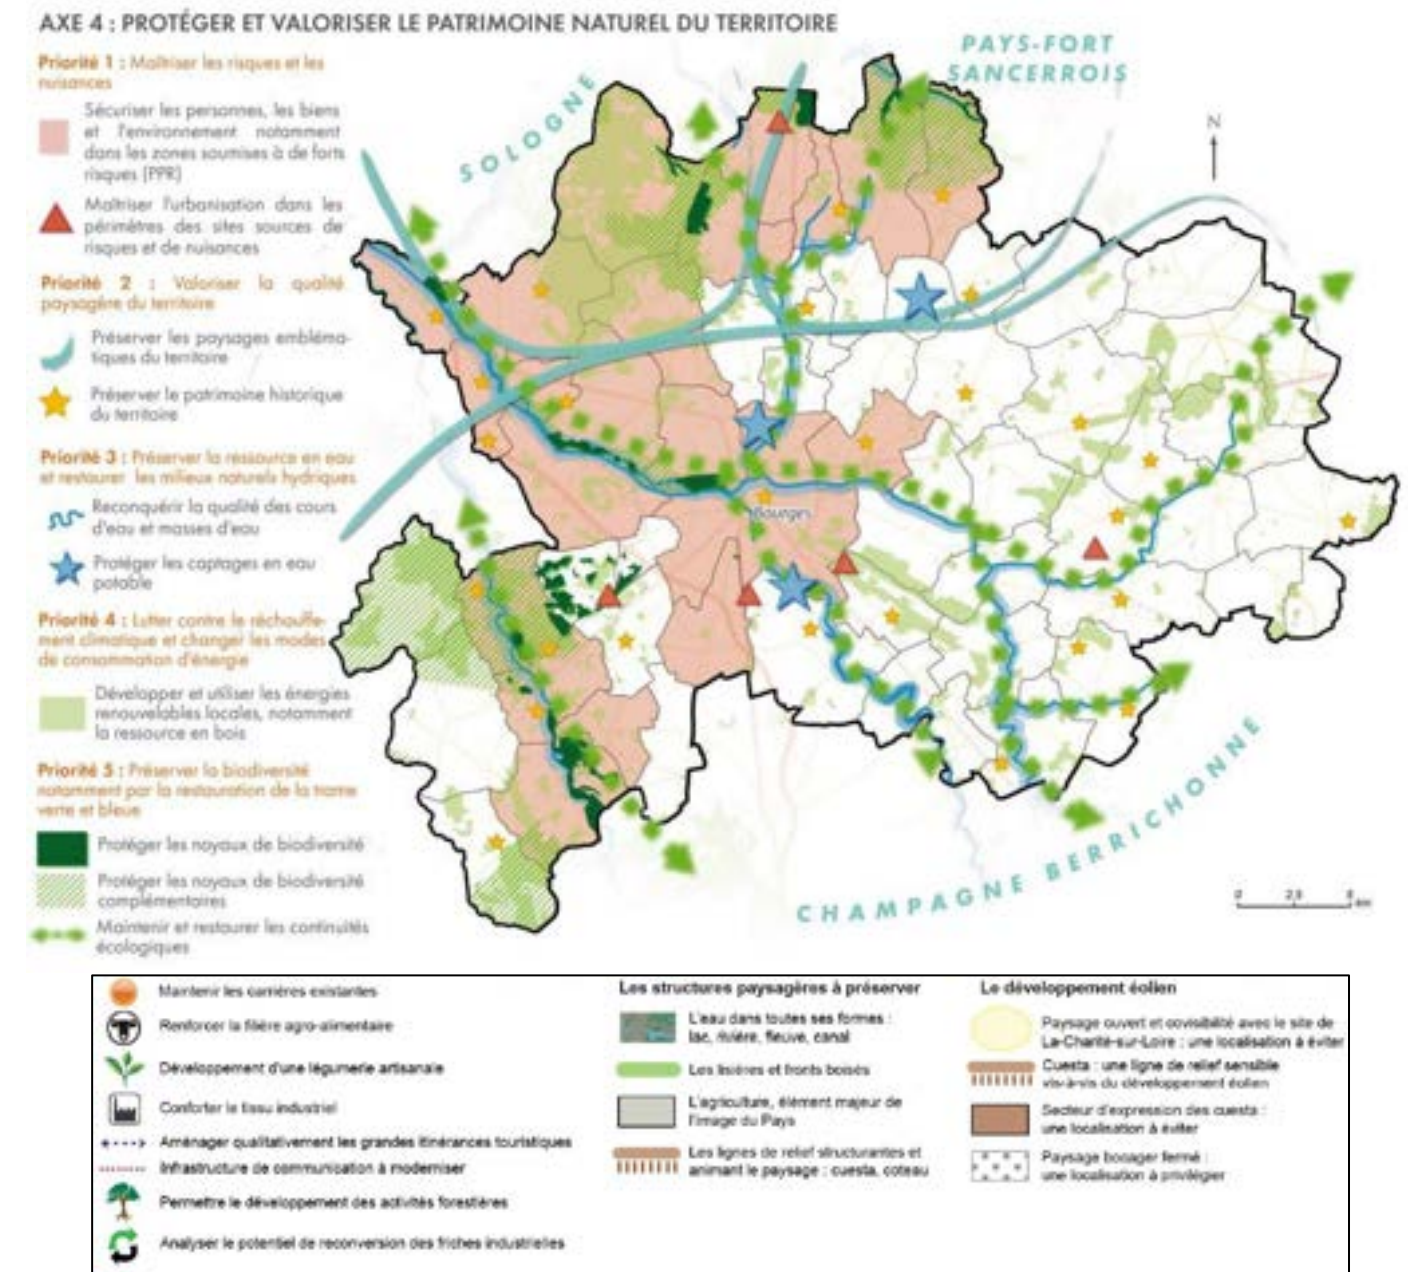 AXE 4 : PROTÉGER ET VALORISER LE PATRIMOINE NATUREL DU TERRITOIRE
Priorité 1 : Maîtriser les risques et les
nuisances
Sécuriser les personnes, les biens
et l'environnement notamment
dans les zones soumises à de forts
risques (PPR)
Maîtriser l'urbanisation dans les
périmètres des sites sources de
risques et de nuisances
Priorité 2 : Valoriser la qualité
paysagère du territoire
Préserver les paysages embléma-
tiques du territoire
Préserver le patrimoine historique
du territoire
Priorité 3 : Préserver la ressource en eau
et restaurer les milieux naturels hydriques
Reconquérir la qualité des cours
d'eau et masses d'eau
Protéger les captages en eau
potable
Priorité 4 : Lutter contre le réchauffe-
ment climatique et changer les modes
de consommation d'énergie
Développer et utiliser les énergies
renouvelables locales, notamment
la ressource en bois
Priorité 5 : Préserver la biodiversité
notamment par la restauration de la trame
verte et bleue
Protéger les noyaux de biodiversité
Protéger les noyaux de biodiversité
complémentaires
Maintenir et restaurer les continuités
écologiques
SOLOGNE
PAYS-FORT
SANCERROIS
N
Bourges
CHAMPAGNE BERRICHONNE
0
km
Maintenir les carrières existantes
Renforcer la filière agro-alimentaire
Développement d'une légumerie artisanale
Conforter le tissu industriel
Aménager qualitativement les grandes itinérances touristiques
Infrastructure de communication à moderniser
Permettre le développement des activités forestières
Analyser le potentiel de reconversion des friches industrielles
Les structures paysagères à préserver
L'eau dans toutes ses formes :
lac, rivière, fleuve, canal
Les lisières et fronts boisés
L'agriculture, élément majeur de
l'image du Pays
Les lignes de relief structurantes et
animant le paysage : cuesta, coteau
Le développement éolien
Paysage ouvert et covisibilité avec le site de
La-Charité-sur-Loire : une localisation à éviter
Cuesta : une ligne de relief sensible
vis-à-vis du développement éolien
Secteur d'expression des cuesta :
une localisation à éviter
Paysage bocager fermé :
une localisation à privilégier